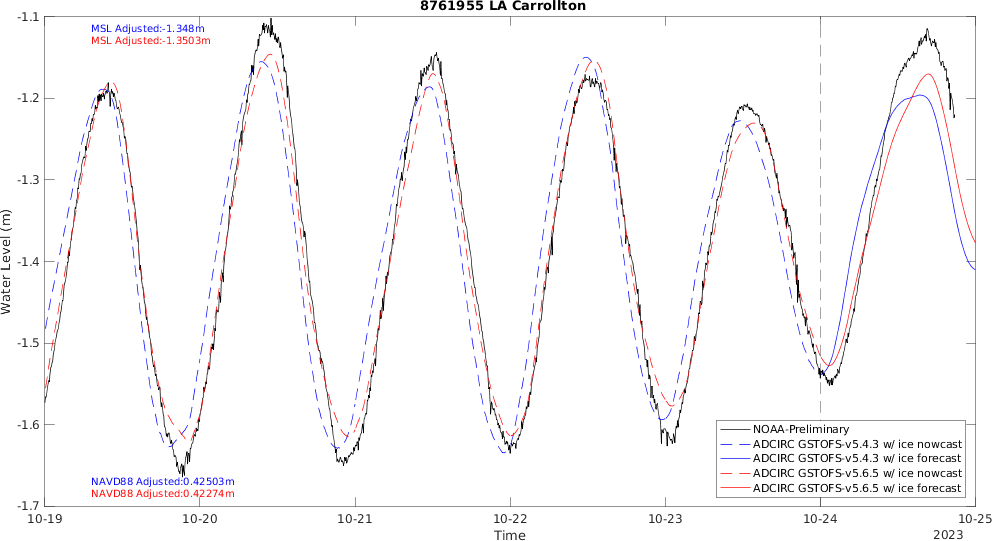 8761955 LA Carrollton
MSL Adjusted:-1.348m
MSL Adjusted:-1.3503m
-1.1
-1.2
-1.3
-1.4
-1.5
-1.6
-1.7
Water Level (m)
NAVD88 Adjusted:0.42503m
NAVD88 Adjusted:0.42274m
NOAA-Preliminary
ADCIRC GSTOFS-v5.4.3 w/ ice nowcast
ADCIRC GSTOFS-v5.4.3 w/ ice forecast
ADCIRC GSTOFS-v5.6.5 w/ ice nowcast
ADCIRC GSTOFS-v5.6.5 w/ ice forecast
10-19 10-20 10-21 10-22 10-23 10-24 10-25
Time
2023